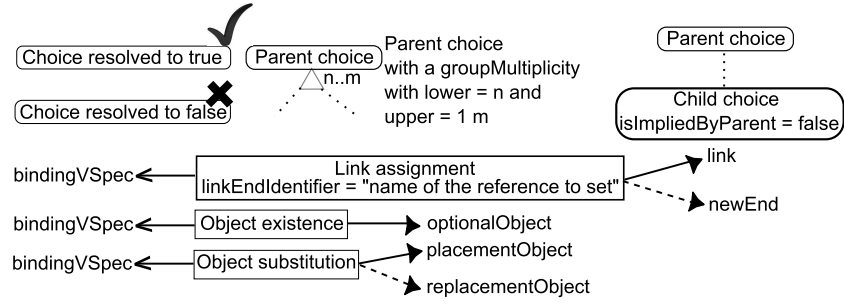 Choice resolved to true
Choice resolved to false
Parent choice
n..m
Parent choice
with a groupMultiplicity
with lower = n and
upper = 1 m
Parent choice
Child choice
isImpliedByParent = false
bindingVSpec
Link assignment
linkEndIdentifier = "name of the reference to set"
link
newEnd
bindingVSpec
Object existence
optionalObject
bindingVSpec
Object substitution
placementObject
replacementObject